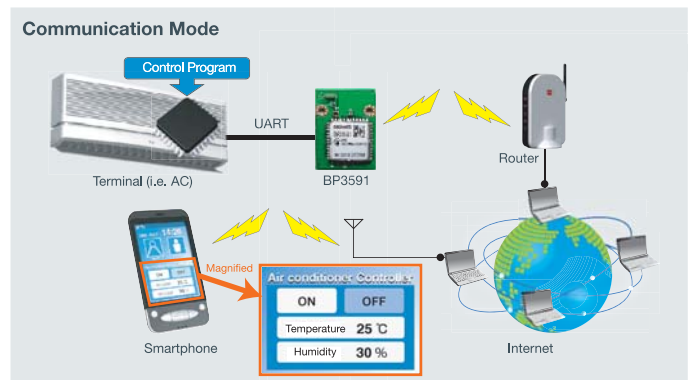 Communication Mode
Control Program
UART
Terminal (i.e. AC)
BP3591
Router
Magnified
Air conditioner Controller
ON
OFF
Temperature 25 ℃
Humidity 30 %
Smartphone
Internet